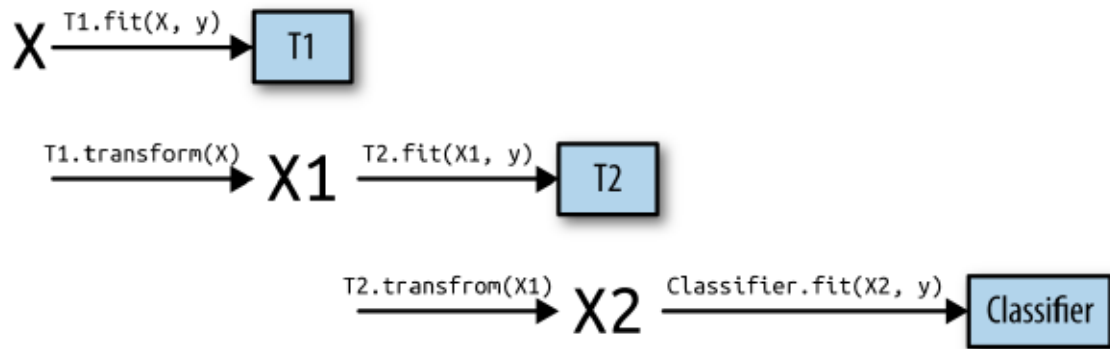 X T1.fit(X, y) T1
T1.transform(X) X1 T2.fit(X1, y) T2
T2.transfrom(X1) X2 Classifier.fit(X2, y) Classifier